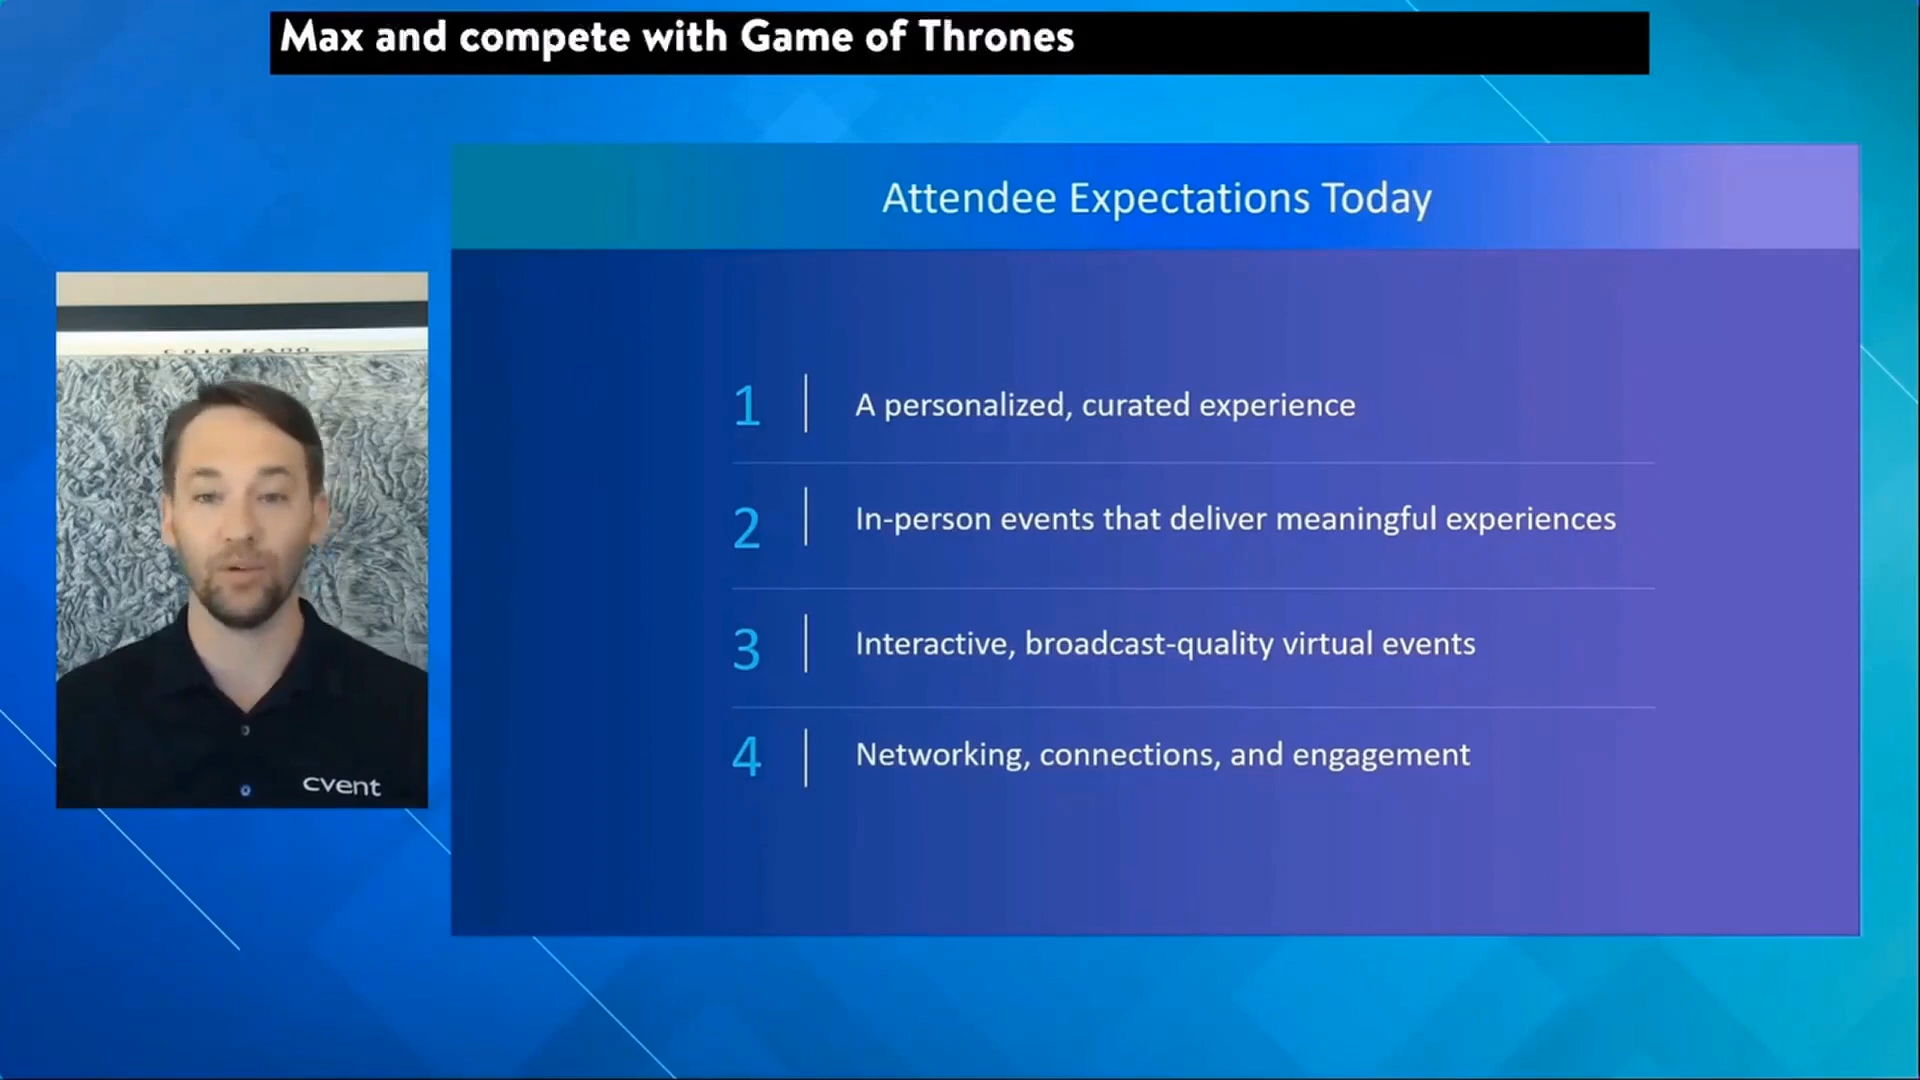 Max and compete with Game of Thrones
Attendee Expectations Today
COLORADO
1 A personalized, curated experience
2 In-person events that deliver meaningful experiences
3 Interactive, broadcast-quality virtual events
4 Networking, connections, and engagement
cvent